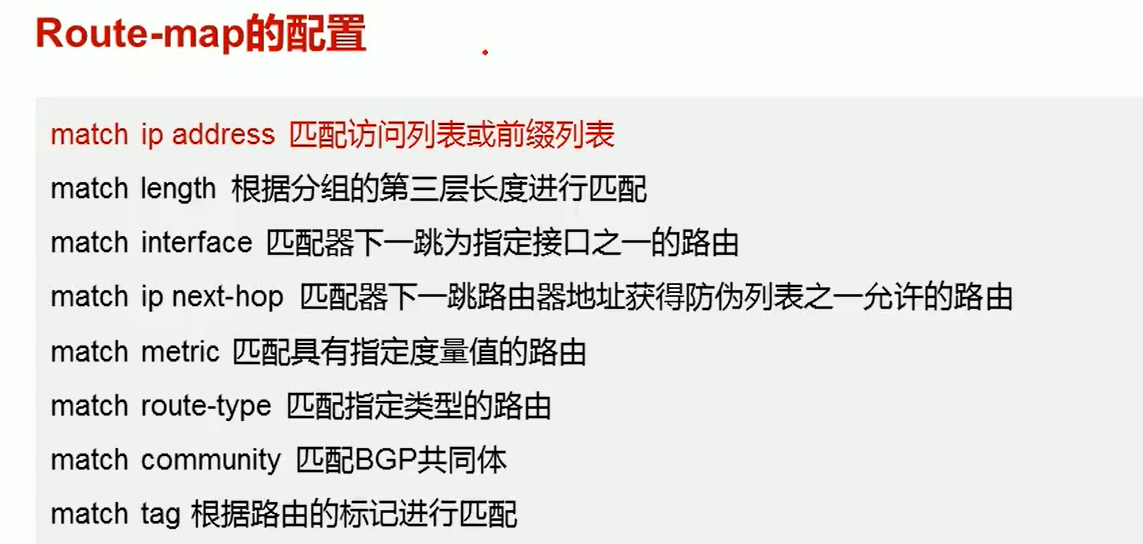 Route-map的配置
match ip address 匹配访问列表或前缀列表
match length 根据分组的第三层长度进行匹配
match interface 匹配器下一跳为指定接口之一的路由
match ip next-hop 匹配器下一跳路由器地址获得防伪列表之一允许的路由
match metric 匹配具有指定度量值的路由
match route-type 匹配指定类型的路由
match community 匹配BGP共同体
match tag 根据路由的标记进行匹配